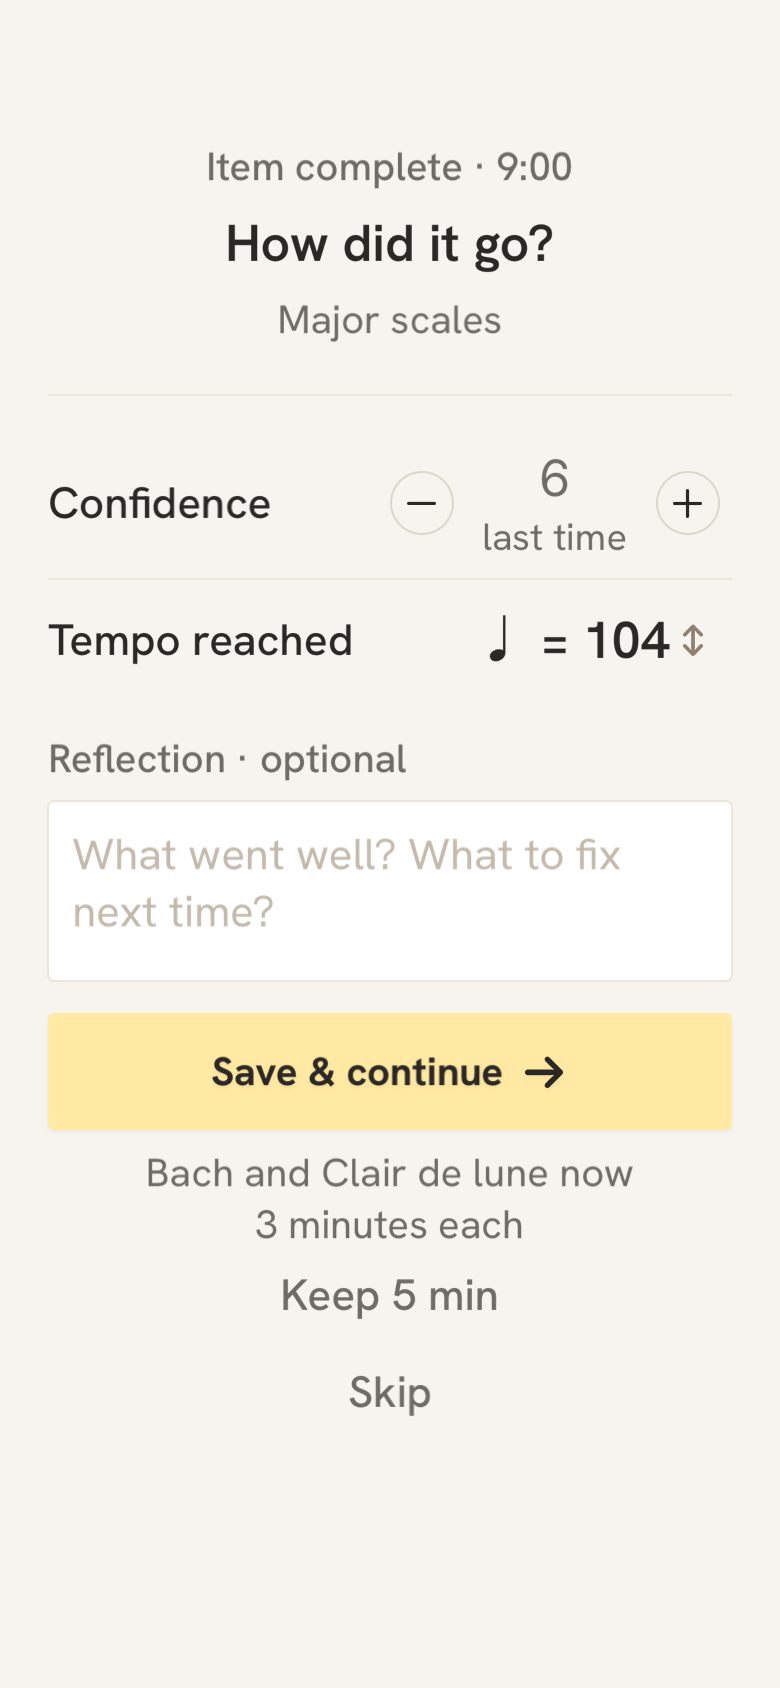 Item complete · 9:00
How did it go?
Major scales
Confidence
6
last time
Tempo reached
♩ = 104
Reflection · optional
What went well? What to fix
next time?
Save & continue →
Bach and Clair de lune now
3 minutes each
Keep 5 min
Skip